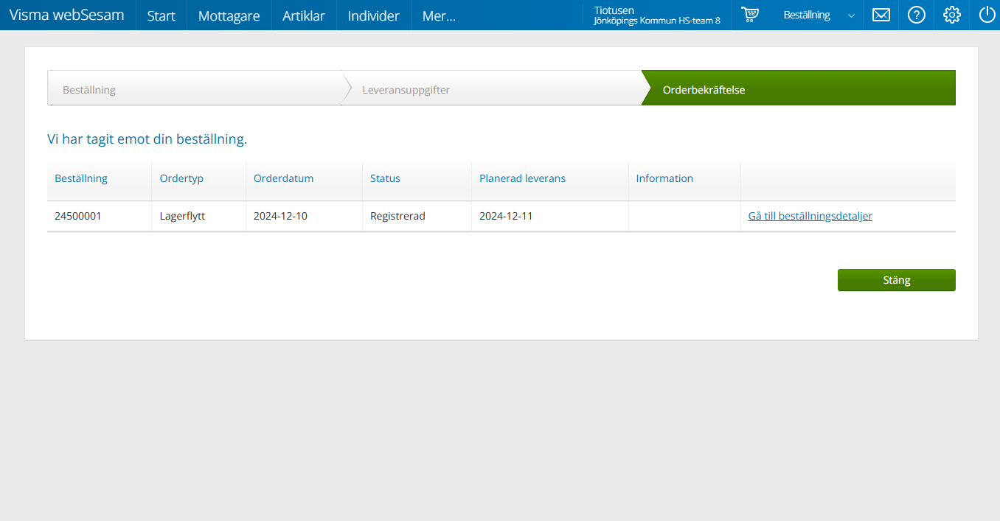 Visma webSesam Start Mottagare Artiklar Individer Mer... Tiotusen Beställning
Jönköpings Kommun HS-team 8
Beställning Leveransuppgifter Orderbekräftelse
Vi har tagit emot din beställning.
Beställning Ordertyp Orderdatum Status Planerad leverans Information
24500001 Lagerflytt 2024-12-10 Registrerad 2024-12-11 Gå till beställningsdetaljer
Stäng